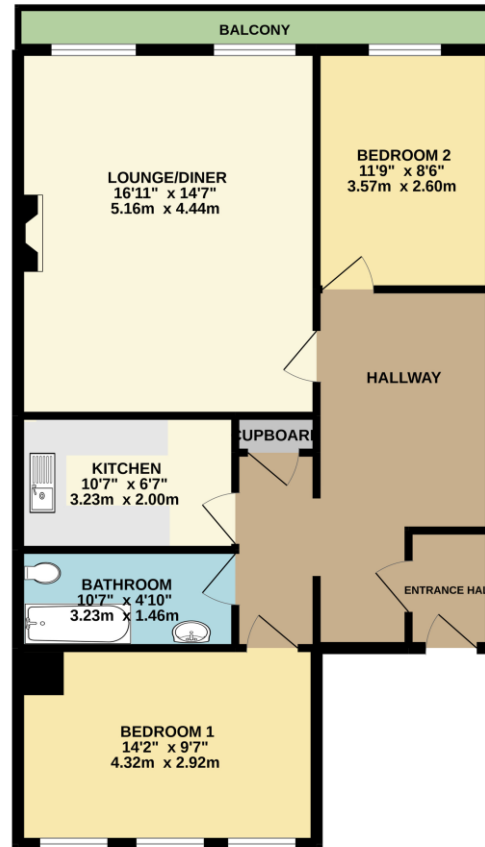 BALCONY
LOUNGE/DINER
16'11" x 14'7"
5.16m x 4.44m
BEDROOM 2
11'9" x 8'6"
3.57m x 2.60m
HALLWAY
CUPBOARD
KITCHEN
10'7" x 6'7"
3.23m x 2.00m
BATHROOM
10'7" x 4'10"
3.23m x 1.46m
ENTRANCE HAL
BEDROOM 1
14'2" x 9'7"
4.32m x 2.92m